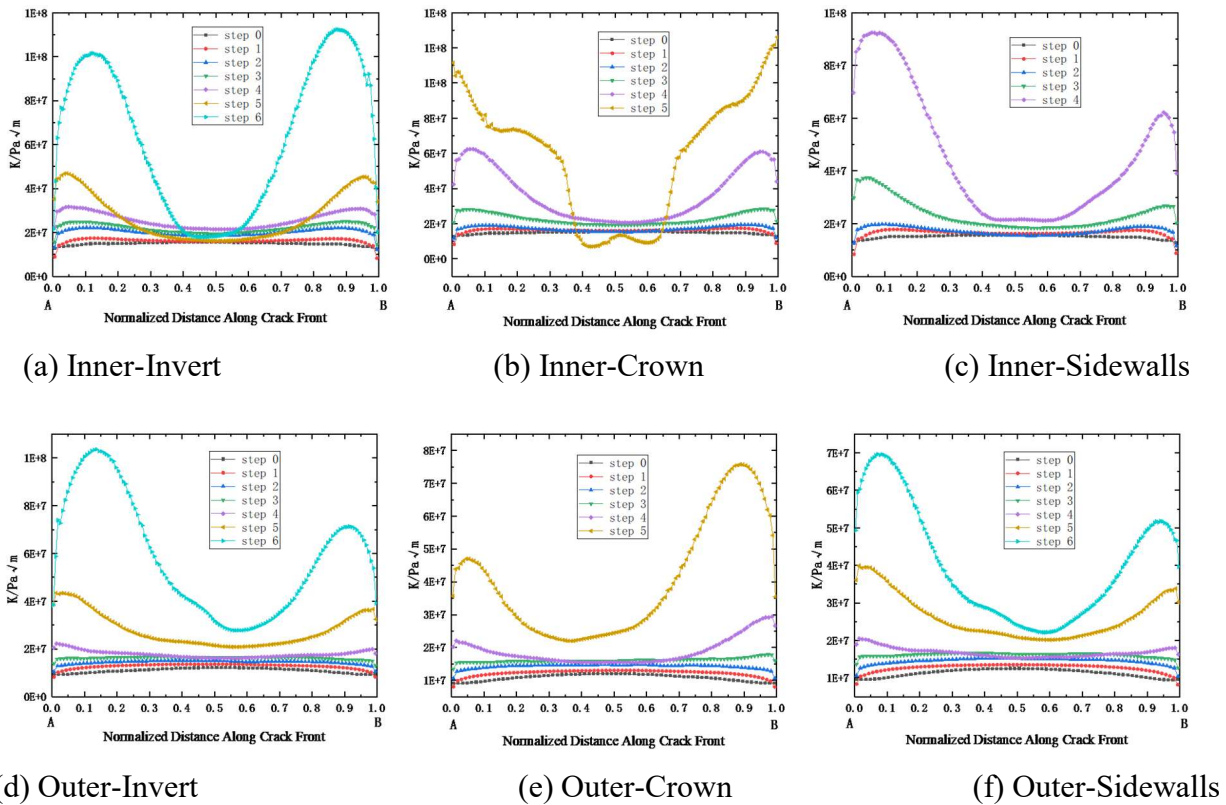 1E+8
1E+8
8E+7
6E+7
4E+7
2E+7
0E+0
K/Pa√m
step 0
step 1
step 2
step 3
step 4
step 5
step 6
0.0 0.1 0.2 0.3 0.4 0.5 0.6 0.7 0.8 0.9 1.0
A B
Normalized Distance Along Crack Front
(a) Inner-Invert
1E+8
1E+8
8E+7
6E+7
4E+7
2E+7
0E+0
K/Pa√m
step 0
step 1
step 2
step 3
step 4
step 5
0.0 0.1 0.2 0.3 0.4 0.5 0.6 0.7 0.8 0.9 1.0
A B
Normalized Distance Along Crack Front
(b) Inner-Crown
1E+8
8E+7
6E+7
4E+7
2E+7
0E+0
K/Pa√m
step 0
step 1
step 2
step 3
step 4
0.0 0.1 0.2 0.3 0.4 0.5 0.6 0.7 0.8 0.9 1.0
A B
Normalized Distance Along Crack Front
(c) Inner-Sidewalls
1E+8
8E+7
6E+7
4E+7
2E+7
0E+0
K/Pa√m
step 0
step 1
step 2
step 3
step 4
step 5
step 6
0.0 0.1 0.2 0.3 0.4 0.5 0.6 0.7 0.8 0.9 1.0
A B
Normalized Distance Along Crack Front
(d) Outer-Invert
8E+7
7E+7
6E+7
5E+7
4E+7
3E+7
2E+7
1E+7
K/Pa√m
step 0
step 1
step 2
step 3
step 4
step 5
0.0 0.1 0.2 0.3 0.4 0.5 0.6 0.7 0.8 0.9 1.0
A B
Normalized Distance Along Crack Front
(e) Outer-Crown
7E+7
6E+7
5E+7
4E+7
3E+7
2E+7
1E+7
K/Pa√m
step 0
step 1
step 2
step 3
step 4
step 5
step 6
0.0 0.1 0.2 0.3 0.4 0.5 0.6 0.7 0.8 0.9 1.0
A B
Normalized Distance Along Crack Front
(f) Outer-Sidewalls